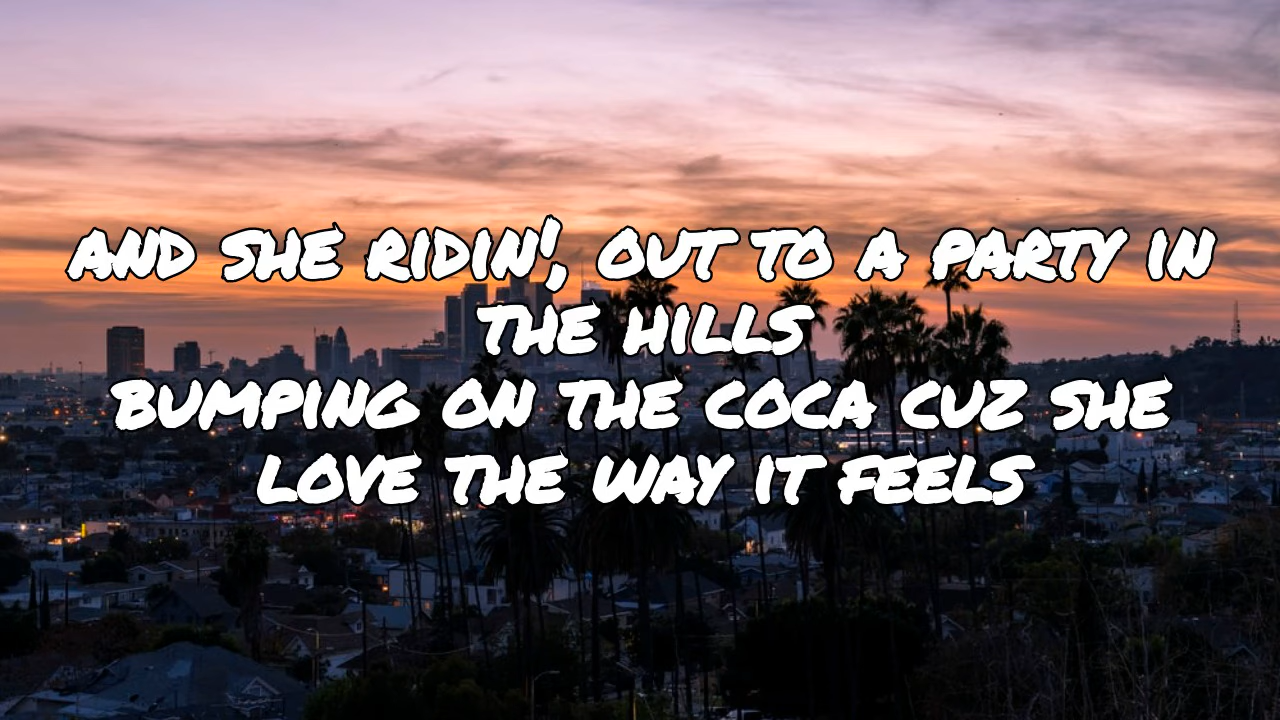 AND SHE RIDIN', OUT TO A PARTY IN
THE HILLS
BUMPING ON THE COCA CUZ SHE
LOVE THE WAY IT FEELS